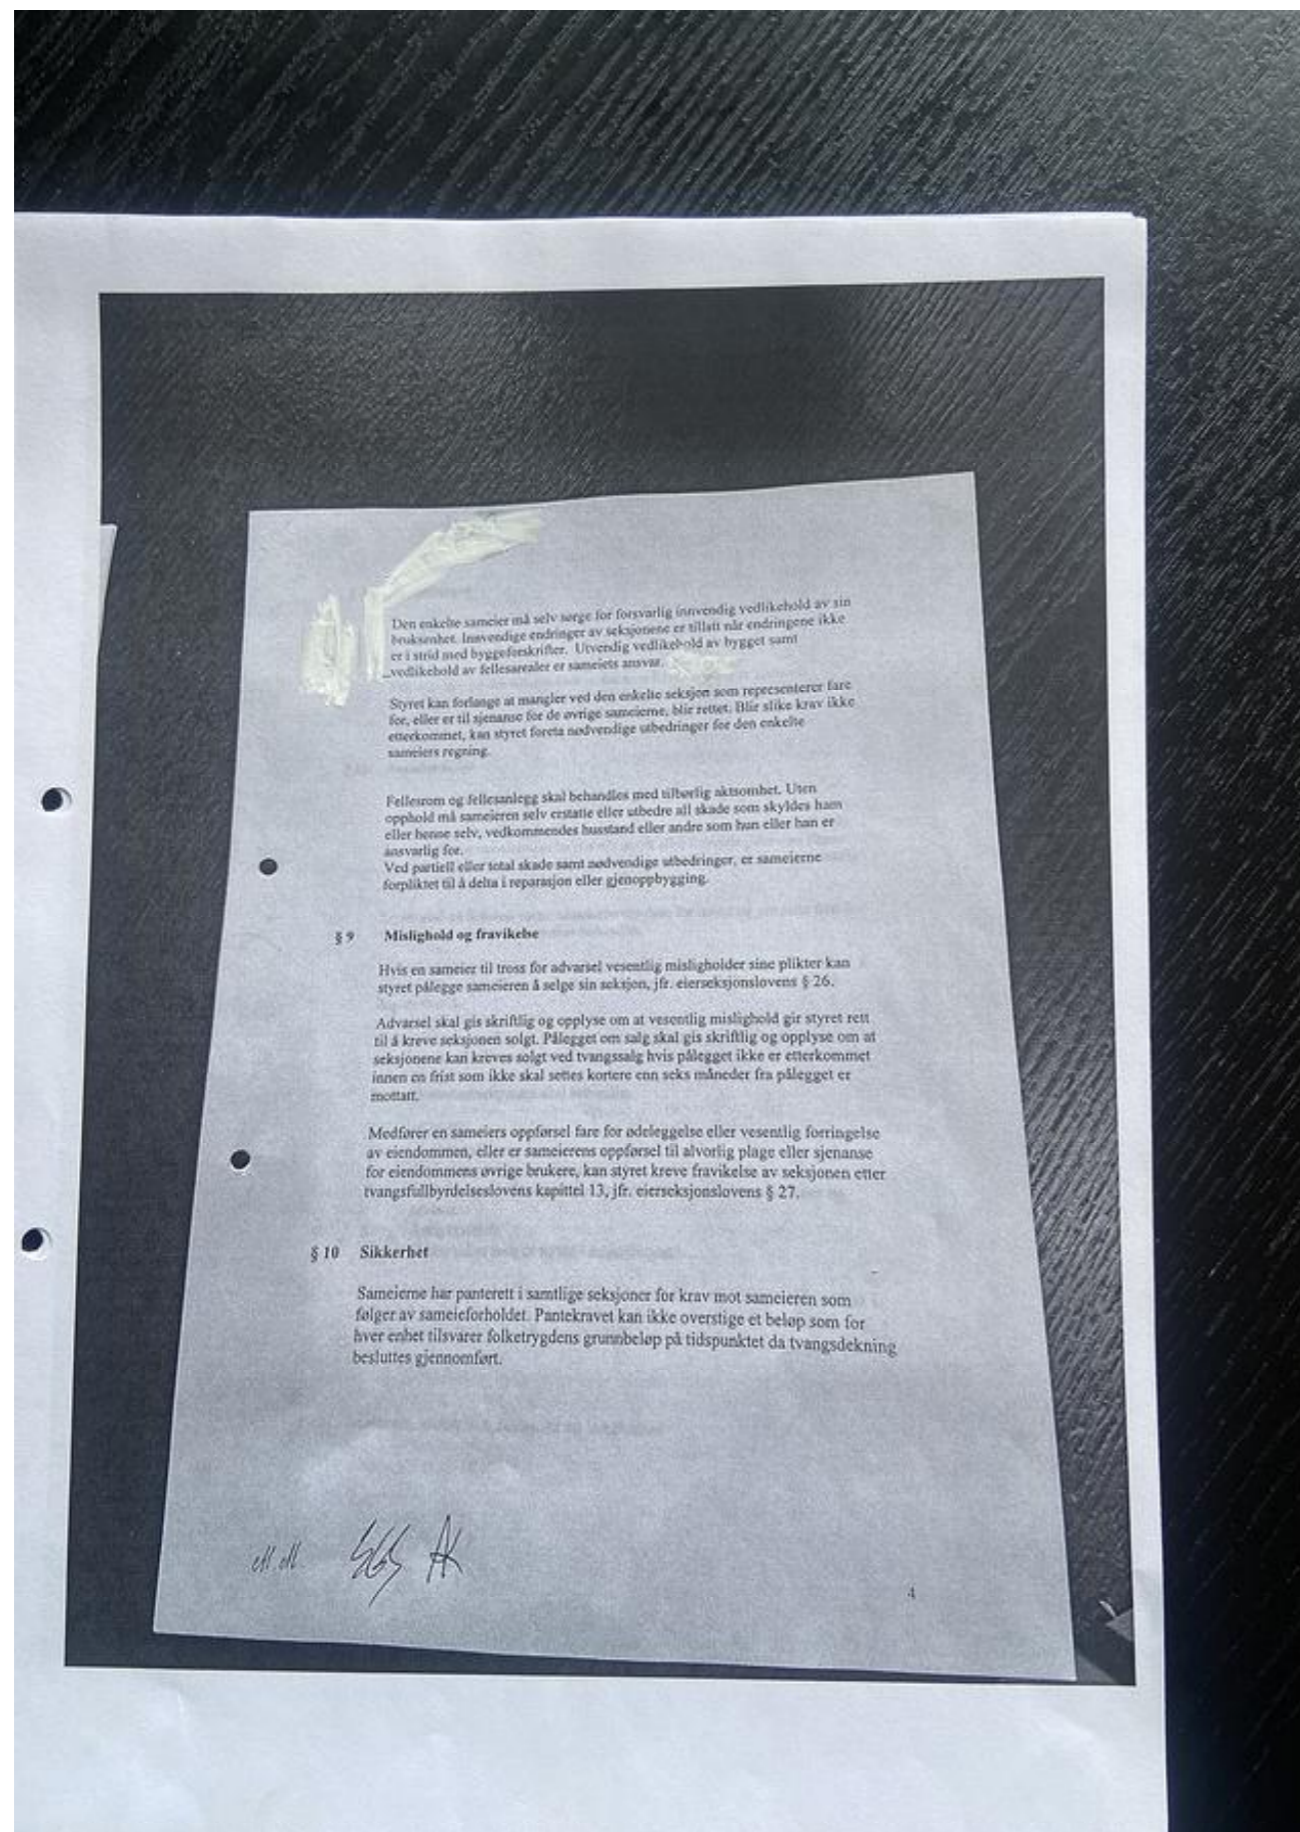 Den enkelte sameier må selv sørge for forsvarlig innvendig vedlikehold av sin
bruksenhet. Innvendige endringer av seksjonene er tillatt når endringene ikke
er i strid med byggeforskrifter. Utvendig vedlikehold av bygget samt
vedlikehold av fellesarealer er sameiets ansvar.
Styret kan forlange at mangler ved den enkelte seksjon som representerer fare
for, eller er til sjenanse for de øvrige sameierne, blir rettet. Blir slike krav ikke
etterkommet, kan styret foreta nødvendige utbedringer for den enkelte
sameiers regning.
Fellesrom og fellesanlegg skal behandles med tilbørlig aktsomhet. Uten
opphold må sameieren selv erstatte eller utbedre all skade som skyldes ham
eller henne selv, vedkommendes husstand eller andre som hun eller han er
ansvarlig for.
Ved partiell eller total skade samt nødvendige utbedringer, er sameierne
forpliktet til å delta i reparasjon eller gjenoppbygging.
§ 9 Mislighold og fravikelse
Hvis en sameier til tross for advarsel vesentlig misligholder sine plikter kan
styret pålegge sameieren å selge sin seksjon, jfr. eierseksjonslovens § 26.
Advarsel skal gis skriftlig og opplyse om at vesentlig mislighold gir styret rett
til å kreve seksjonen solgt. Pålegget om salg skal gis skriftlig og opplyse om at
seksjonene kan kreves solgt ved tvangssalg hvis pålegget ikke er etterkommet
innen en frist som ikke skal settes kortere enn seks måneder fra pålegget er
mottatt.
Medfører en sameiers oppførsel fare for ødeleggelse eller vesentlig forringelse
av eiendommen, eller er sameierens oppførsel til alvorlig plage eller sjenanse
for eiendommens øvrige brukere, kan styret kreve fravikelse av seksjonen etter
tvangsfullbyrdelseslovens kapittel 13, jfr. eierseksjonslovens § 27.
§ 10 Sikkerhet
Sameierne har panterett i samtlige seksjoner for krav mot sameieren som
følger av sameieforholdet. Pantekravet kan ikke overstige et beløp som for
hver enhet tilsvarer folketrygdens grunnbeløp på tidspunktet da tvangsdekning
besluttes gjennomført.
AK
4